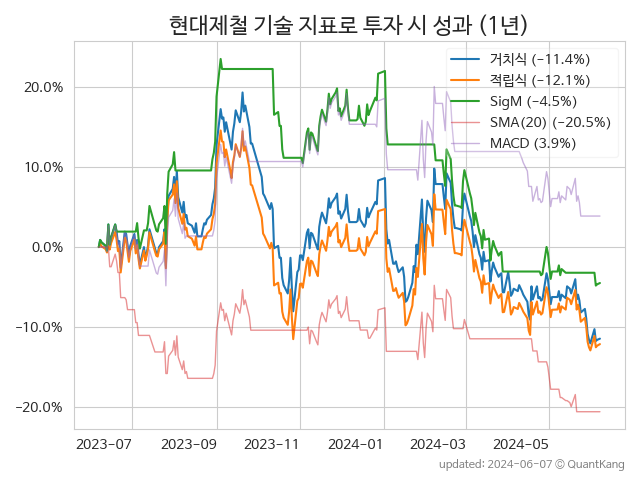 현대제철 기술 지표로 투자 시 성과 (1년)
거치식 (−11.4%)
적립식 (−12.1%)
SigM (−4.5%)
SMA(20) (−20.5%)
MACD (3.9%)
20.0%
10.0%
0.0%
−10.0%
−20.0%
2023-07 2023-09 2023-11 2024-01 2024-03 2024-05
updated: 2024-06-07 © QuantKang